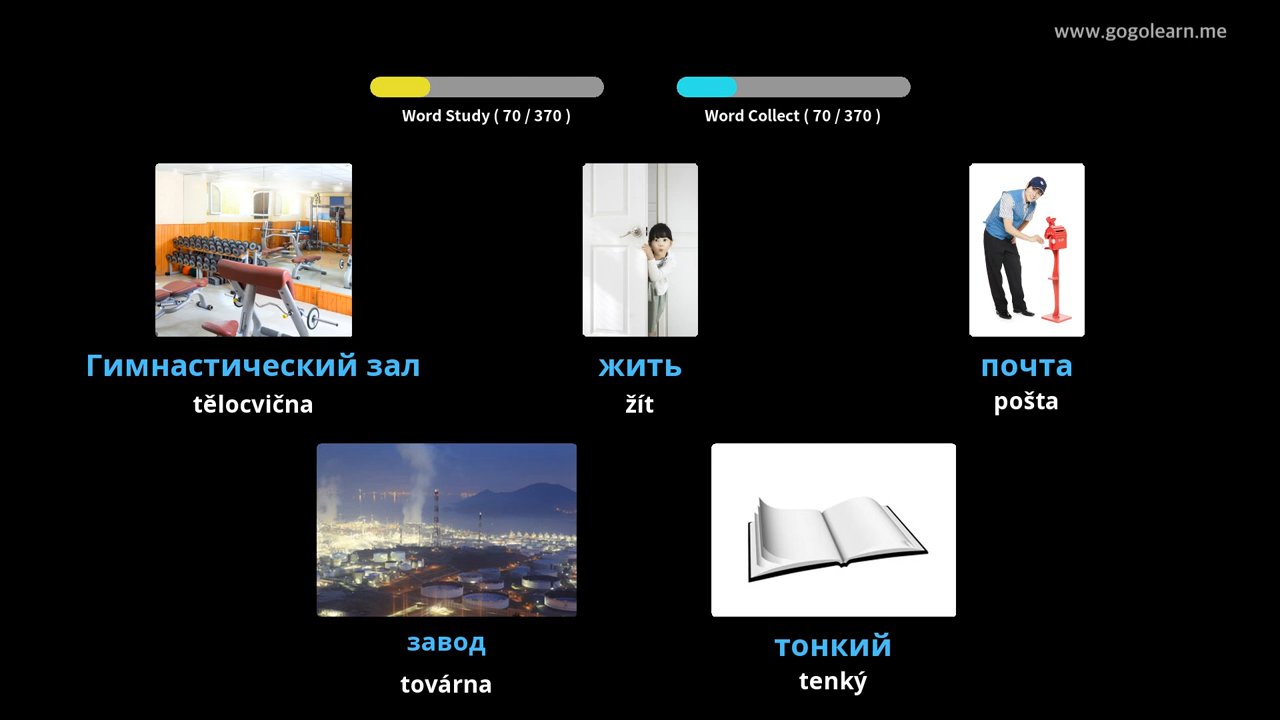 www.gogolearn.me
Word Study ( 70 / 370 )
Word Collect ( 70 / 370 )
Гимнастический зал
tělocvična
жить
žít
почта
pošta
завод
továrna
тонкий
tenký